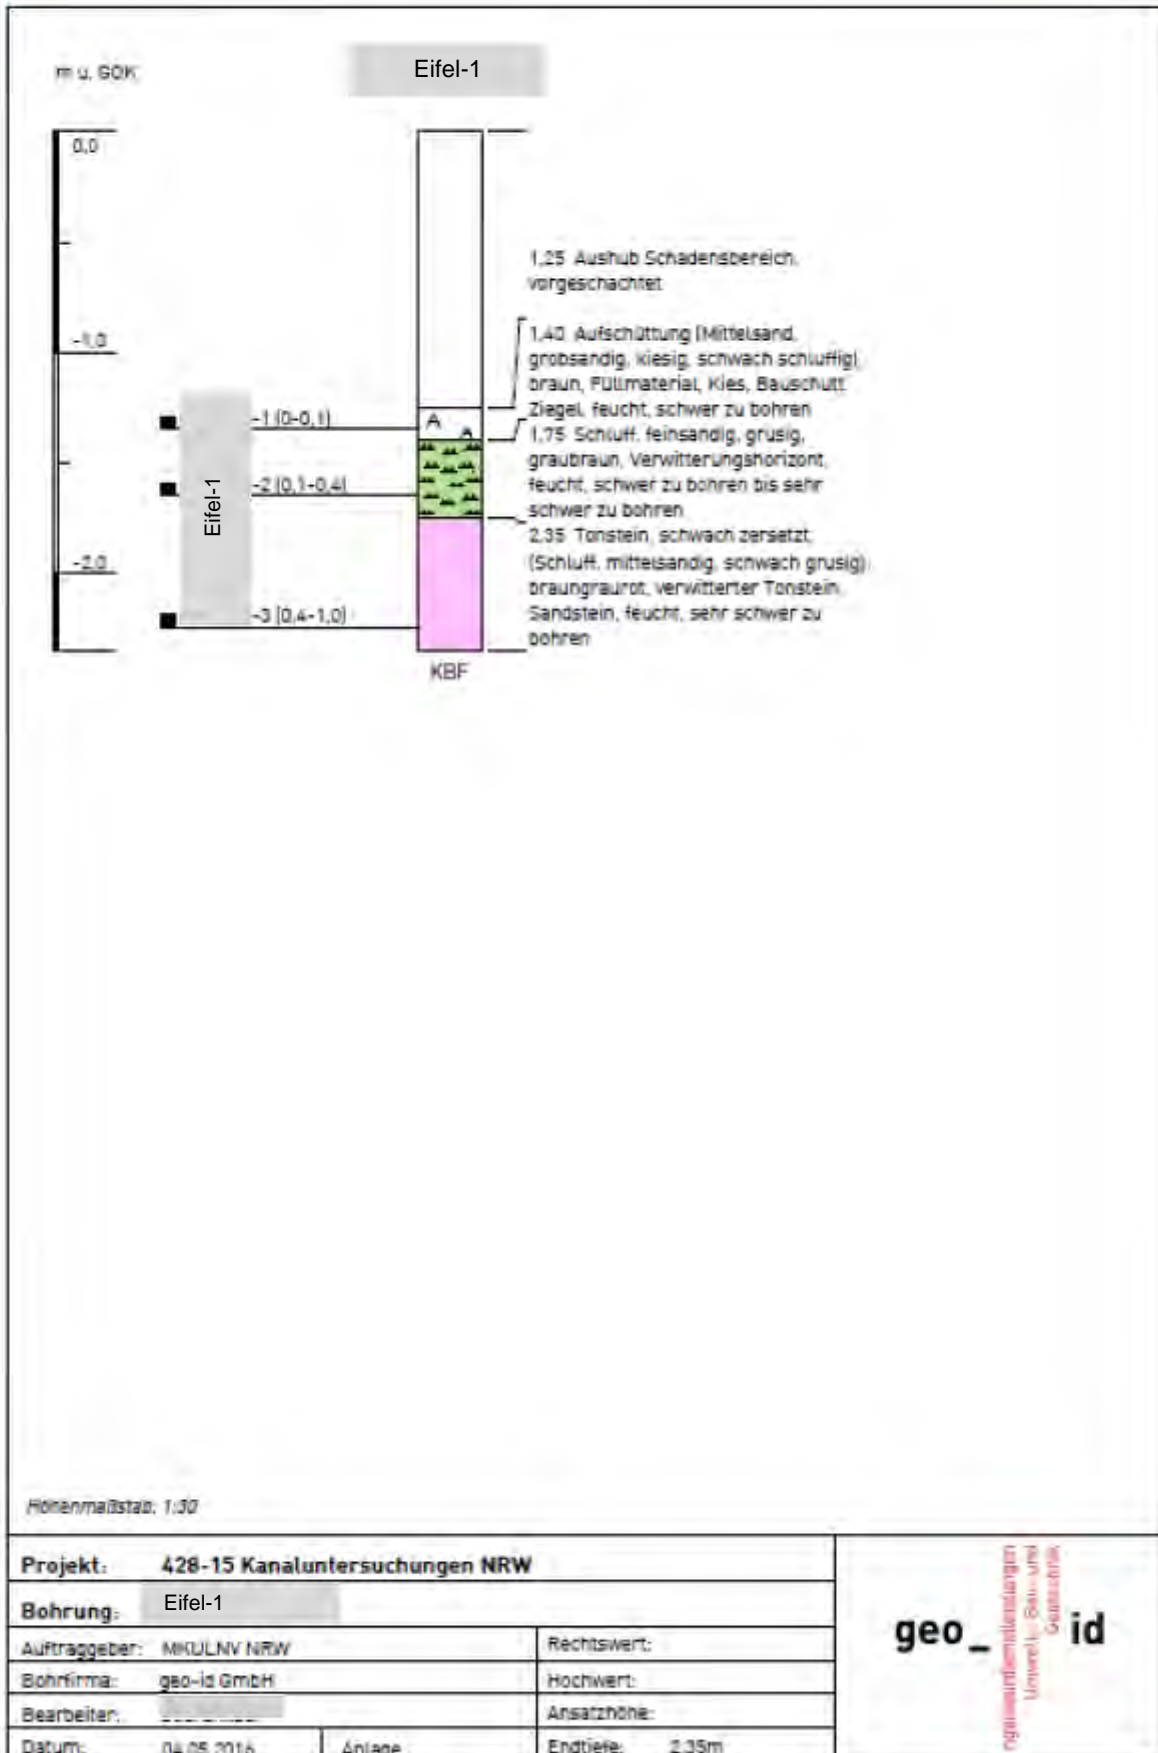 m u. GOK
Eifel-1
0,0
1,25 Aushub Schadensbereich,
vorgeschachtet
1,40 Aufschüttung (Mittelsand,
grobsandig, kiesig, schwach schluffig)
braun, Füllmaterial, Kies, Bauschutt
Ziegel, feucht, schwer zu bohren
-1,0
-1 (0-0,1)
A
A
1,75 Schluff, feinsandig, grusig,
graubraun, Verwitterungshorizont,
feucht, schwer zu bohren bis sehr
schwer zu bohren
-2 (0,1-0,4)
Eifel-1
2,35 Tonstein, schwach zersetzt,
(Schluff, mittelsandig, schwach grusig)
braungraurot, verwitterter Tonstein,
Sandstein, feucht, sehr schwer zu
bohren
-2,0
-3 (0,4-1,0)
KBF
Höhenmaßstab: 1:30
Projekt: 428-15 Kanaluntersuchungen NRW
Bohrung: Eifel-1
Auftraggeber: MKULNV NRW
Rechtswert:
Bohrfirma: geo-id GmbH
Hochwert:
Bearbeiter:
Ansatzhöhe:
Datum: 04.05.2016
Anlage
Endtiefe: 2,35m
geo_
id
Umwelt-, Bau- und
Geotechnik